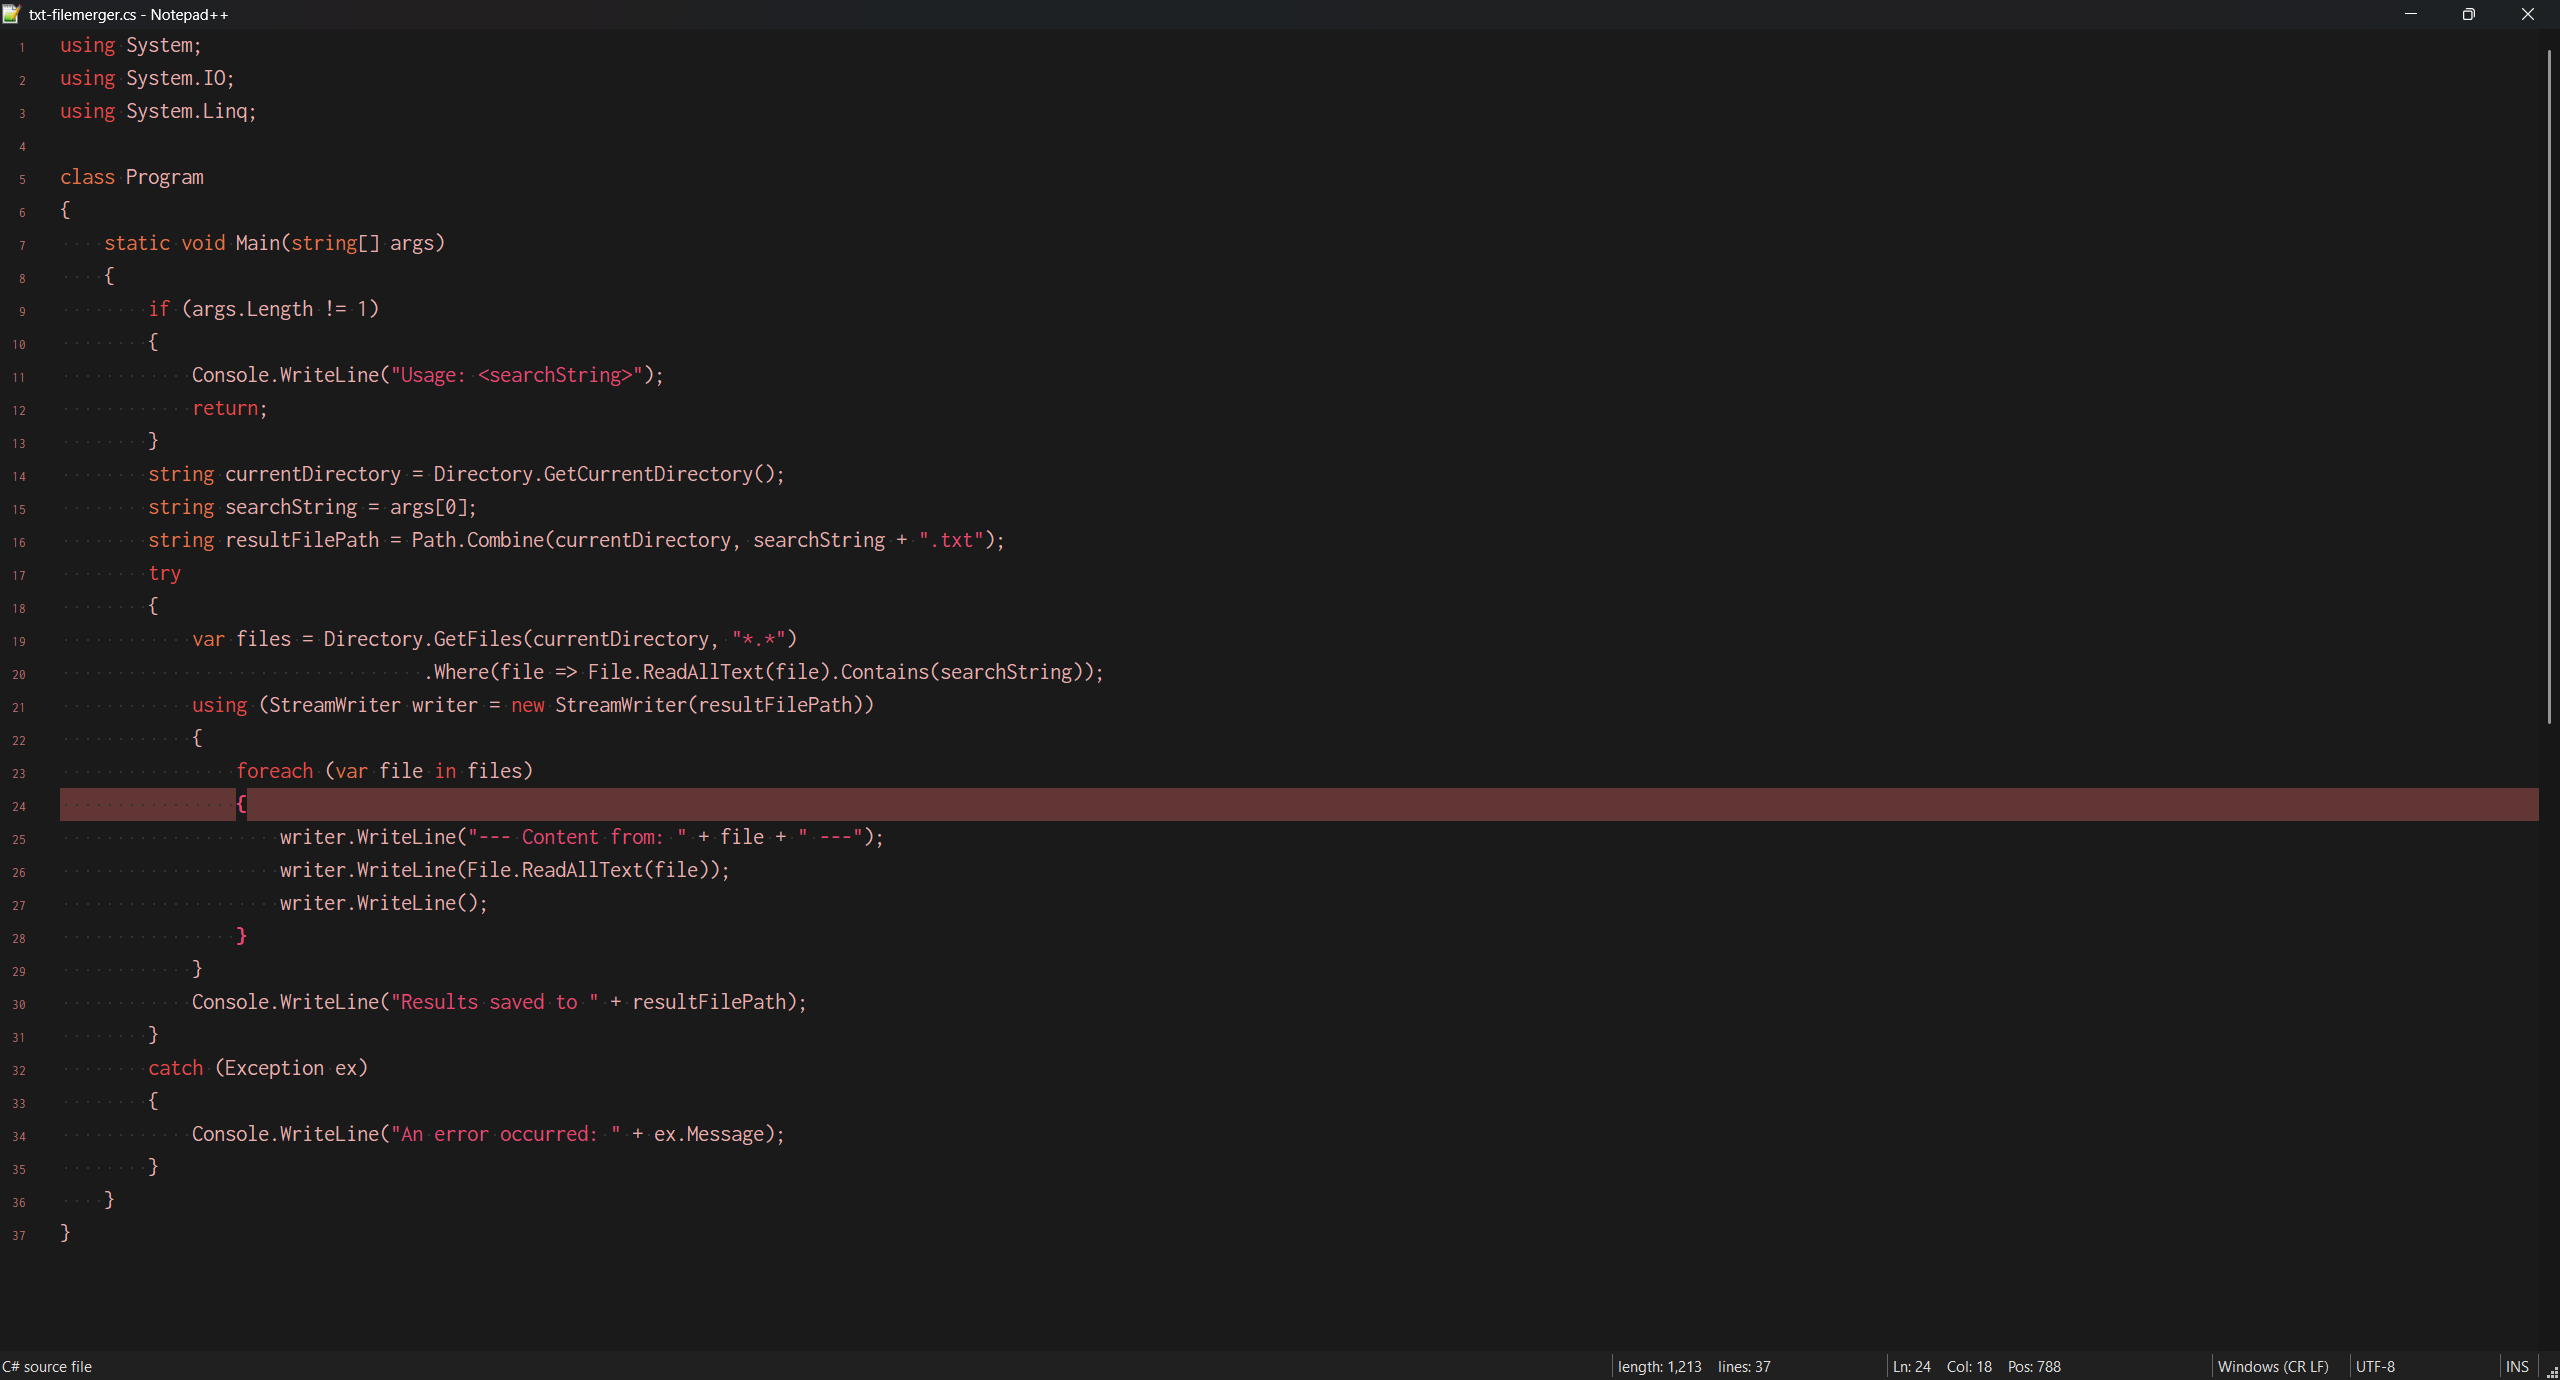 txt-filemerger.cs - Notepad++
1 using System;
2 using System.IO;
3 using System.Linq;
4
5 class Program
6 {
7     static void Main(string[] args)
8     {
9         if (args.Length != 1)
10         {
11             Console.WriteLine("Usage: <searchString>");
12             return;
13         }
14         string currentDirectory = Directory.GetCurrentDirectory();
15         string searchString = args[0];
16         string resultFilePath = Path.Combine(currentDirectory, searchString + ".txt");
17         try
18         {
19             var files = Directory.GetFiles(currentDirectory, "*.*")
20                                  .Where(file => File.ReadAllText(file).Contains(searchString));
21             using (StreamWriter writer = new StreamWriter(resultFilePath))
22             {
23                 foreach (var file in files)
24                 {
25                     writer.WriteLine("--- Content from: " + file + " ---");
26                     writer.WriteLine(File.ReadAllText(file));
27                     writer.WriteLine();
28                 }
29             }
30             Console.WriteLine("Results saved to " + resultFilePath);
31         }
32         catch (Exception ex)
33         {
34             Console.WriteLine("An error occurred: " + ex.Message);
35         }
36     }
37 }
C# source file length: 1,213 lines: 37 Ln: 24 Col: 18 Pos: 788 Windows (CR LF) UTF-8 INS